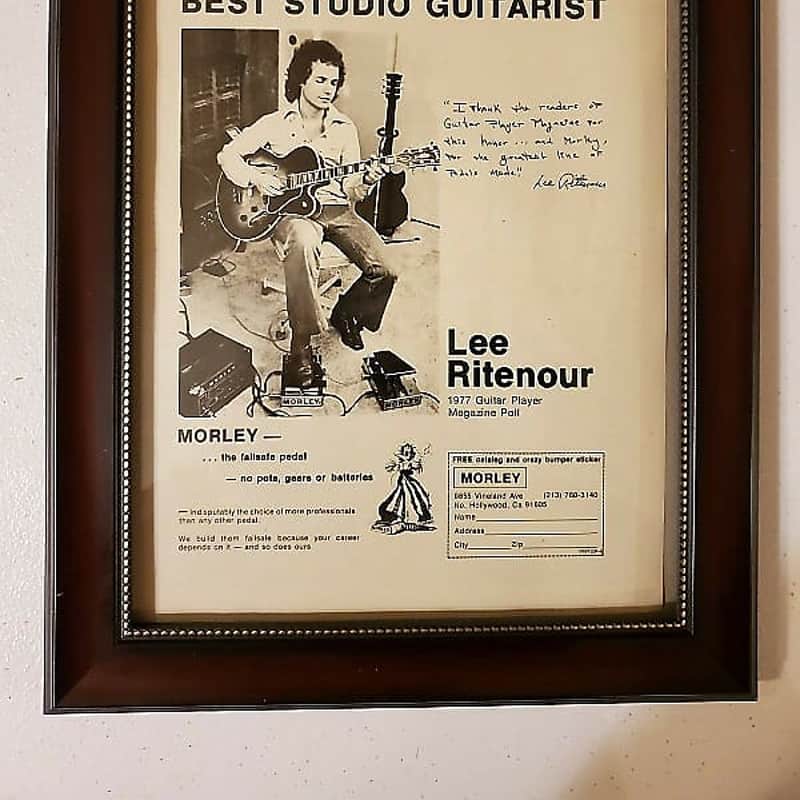 BEST STUDIO GUITARIST
"I thank the readers of
Guitar Player Magazine for
this honor ... and Morley,
for the greatest line of
Pedals made"
Lee Ritenour
Lee
Ritenour
1977 Guitar Player
Magazine Poll
MORLEY
MORLEY
MORLEY —
... the failsafe pedal
— no pots, gears or batteries
— indisputably the choice of more professionals
than any other pedal.
We build them failsafe because your career
depends on it — and so does ours
FREE catalog and crazy bumper sticker
MORLEY
6855 Vineland Ave (213) 760-3140
No. Hollywood, Ca 91605
Name
Address
City Zip